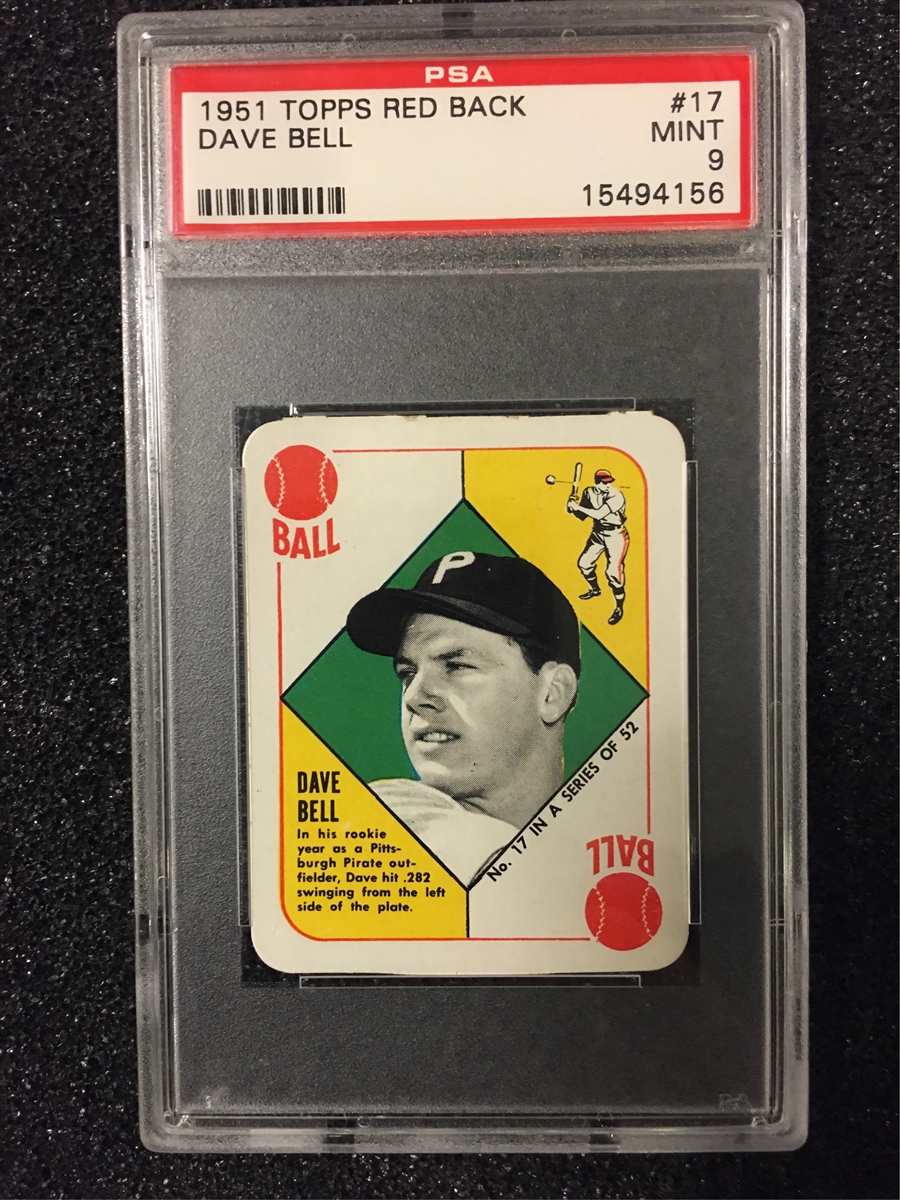 PSA
1951 TOPPS RED BACK #17
DAVE BELL MINT
9
15494156
BALL
P
DAVE
BELL
In his rookie
year as a Pitts-
burgh Pirate out-
fielder, Dave hit .282
swinging from the left
side of the plate.
No. 17 IN A SERIES OF 52
BALL